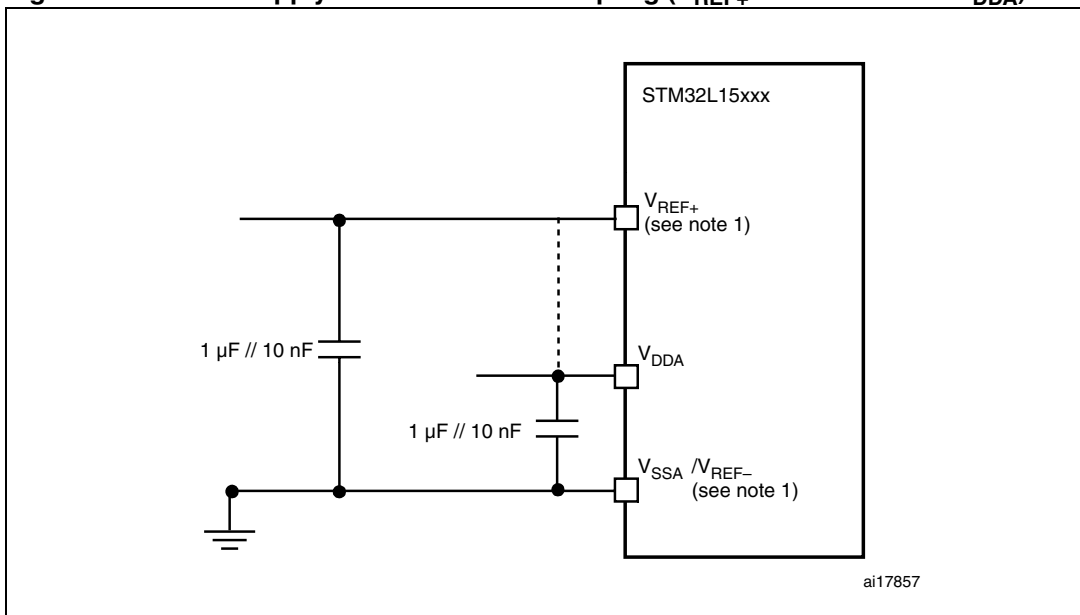 STM32L15xxx
VREF+
(see note 1)
1 µF // 10 nF
VDDA
1 µF // 10 nF
VSSA /VREF–
(see note 1)
ai17857